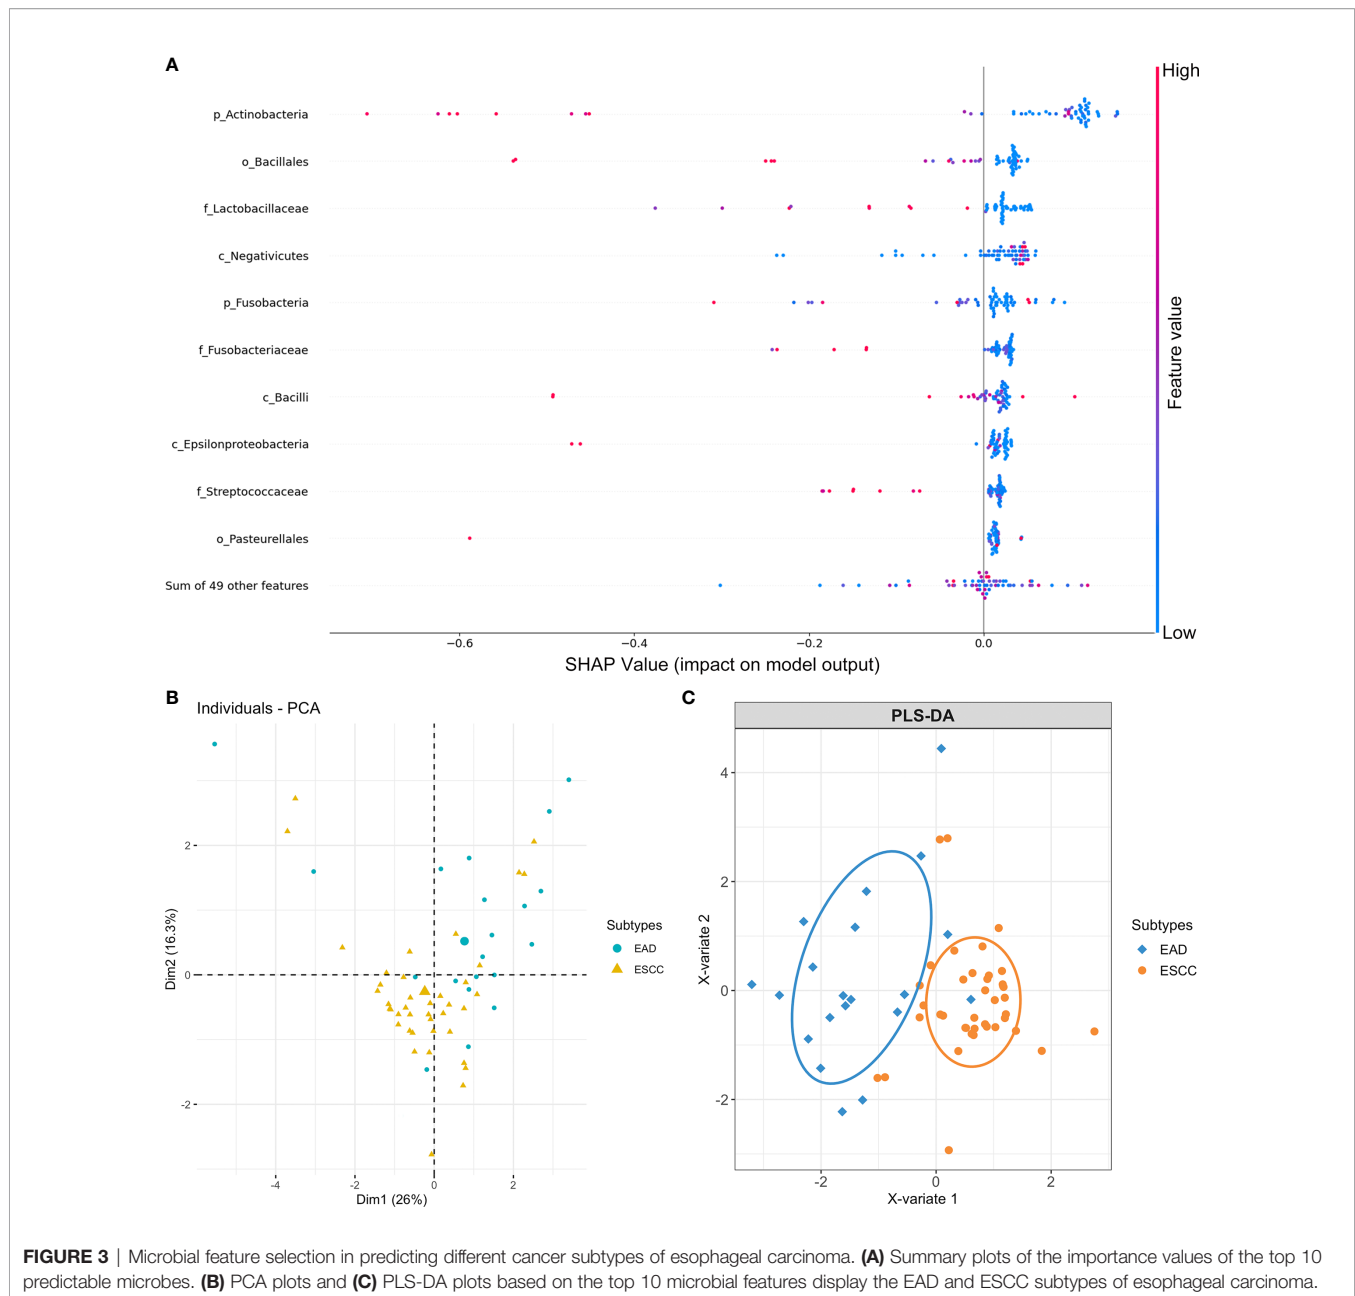 A
High
p_Actinobacteria
o_Bacillales
f_Lactobacillaceae
c_Negativicutes
p_Fusobacteria
f_Fusobacteriaceae
c_Bacilli
c_Epsilonproteobacteria
f_Streptococcaceae
o_Pasteurellales
Sum of 49 other features
Feature value
Low
−0.6 −0.4 −0.2 0.0
SHAP Value (impact on model output)
B
Individuals - PCA
2
0
-2
Dim2 (16.3%)
-4 -2 0 2
Dim1 (26%)
Subtypes
EAD
ESCC
C
PLS-DA
4
2
0
-2
X-variate 2
-2 0 2
X-variate 1
Subtypes
EAD
ESCC
FIGURE 3 | Microbial feature selection in predicting different cancer subtypes of esophageal carcinoma. (A) Summary plots of the importance values of the top 10
predictable microbes. (B) PCA plots and (C) PLS-DA plots based on the top 10 microbial features display the EAD and ESCC subtypes of esophageal carcinoma.